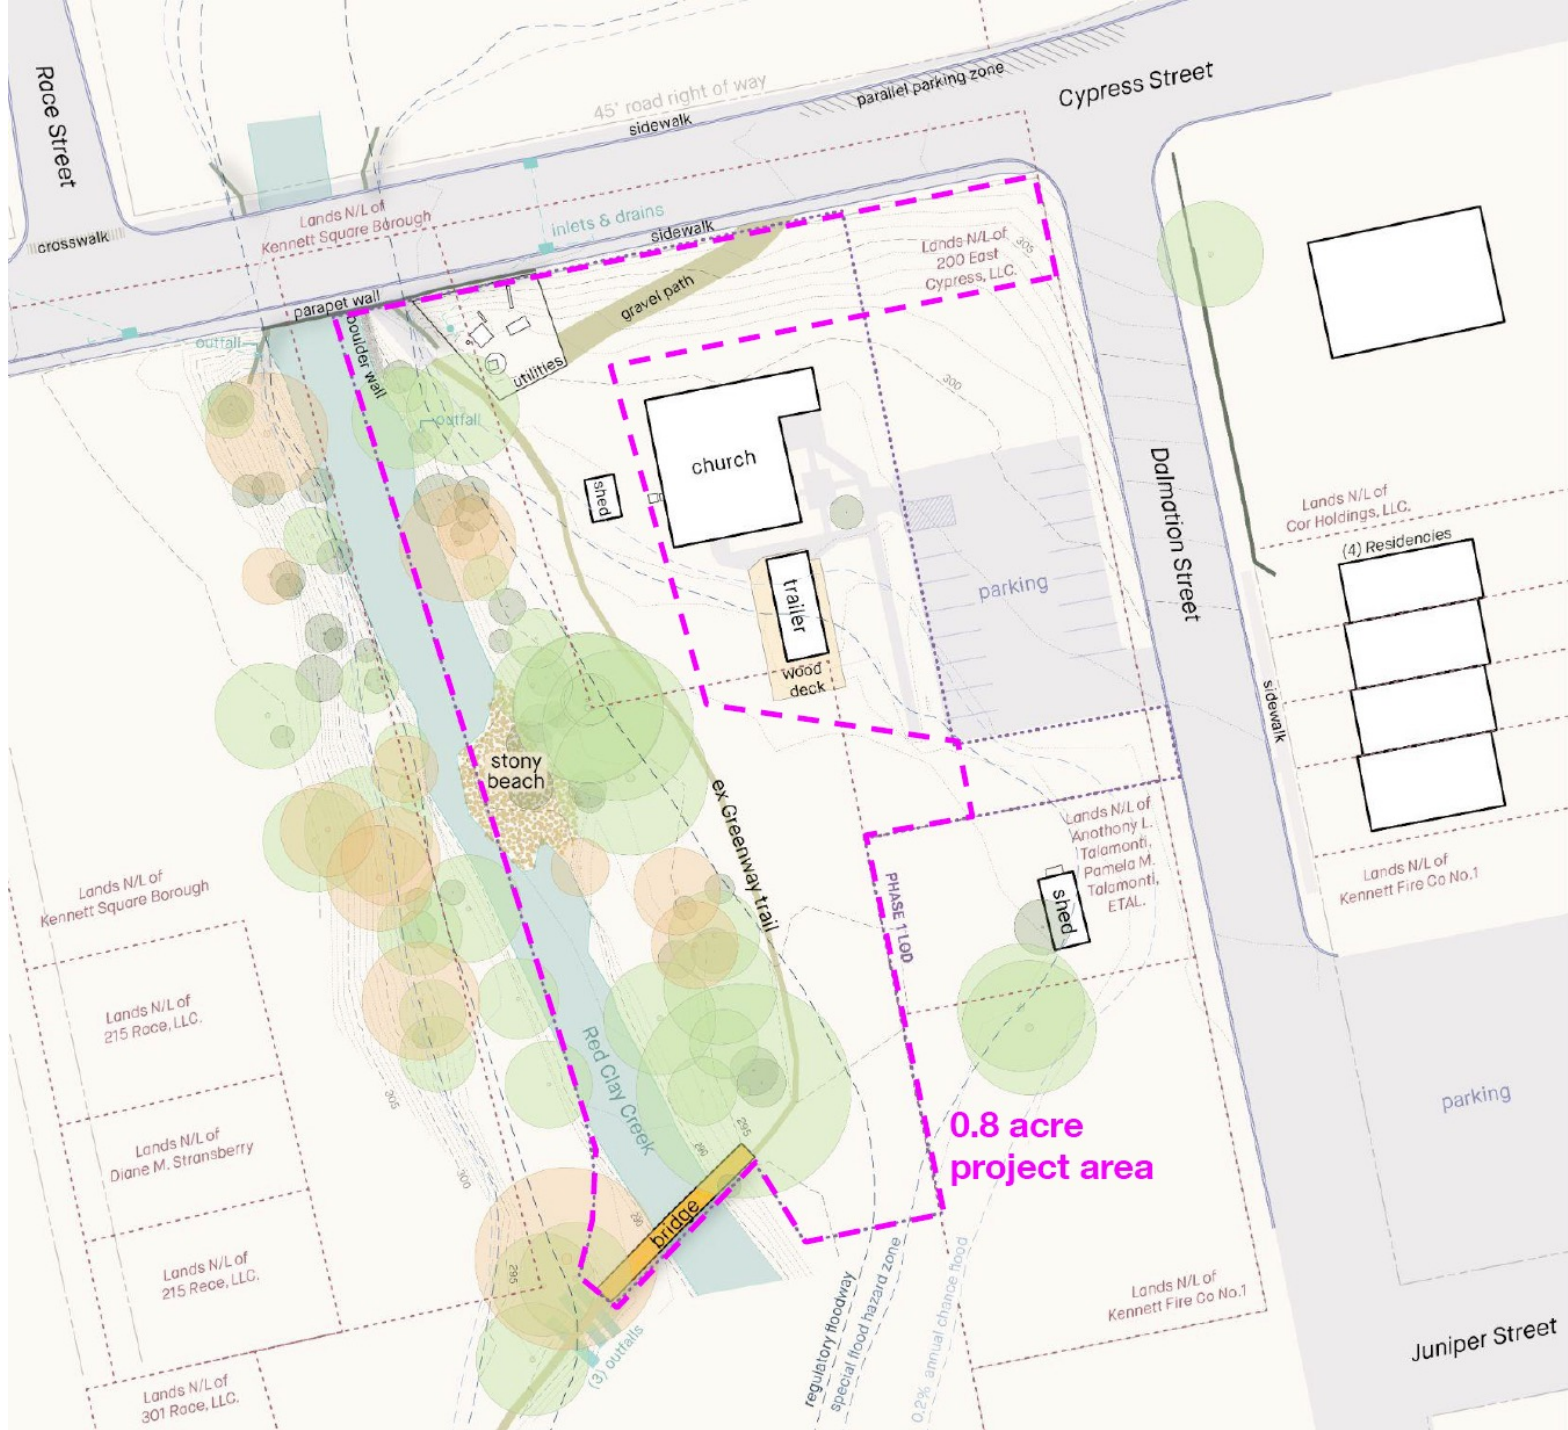 Race Street
45' road right of way
sidewalk
parallel parking zone
Cypress Street
crosswalk
Lands N/L of
Kennett Square Borough
inlets & drains
sidewalk
Lands N/L of
200 East
Cypress, LLC.
305
parapet wall
gravel path
outfall
boulder wall
utilities
outfall
300
church
shed
Lands N/L of
Cor Holdings, LLC.
(4) Residencies
Dalmation Street
parking
trailer
wood
deck
sidewalk
stony
beach
ex Greenway trail
Lands N/L of
Anothony L.
Talamonti,
Pamela M.
Talamonti,
ETAL.
shed
PHASE 1 LOD
Lands N/L of
Kennett Fire Co No.1
Lands N/L of
Kennett Square Borough
Lands N/L of
215 Race, LLC.
Red Clay Creek
305
parking
0.8 acre
project area
Lands N/L of
Diane M. Stransberry
300
295
290
290
bridge
295
Lands N/L of
215 Rece, LLC.
regulatory floodway
special flood hazard zone
0.2% annual chance flood
Lands N/L of
Kennett Fire Co No.1
Juniper Street
(3) outfalls
Lands N/L of
301 Race, LLC.